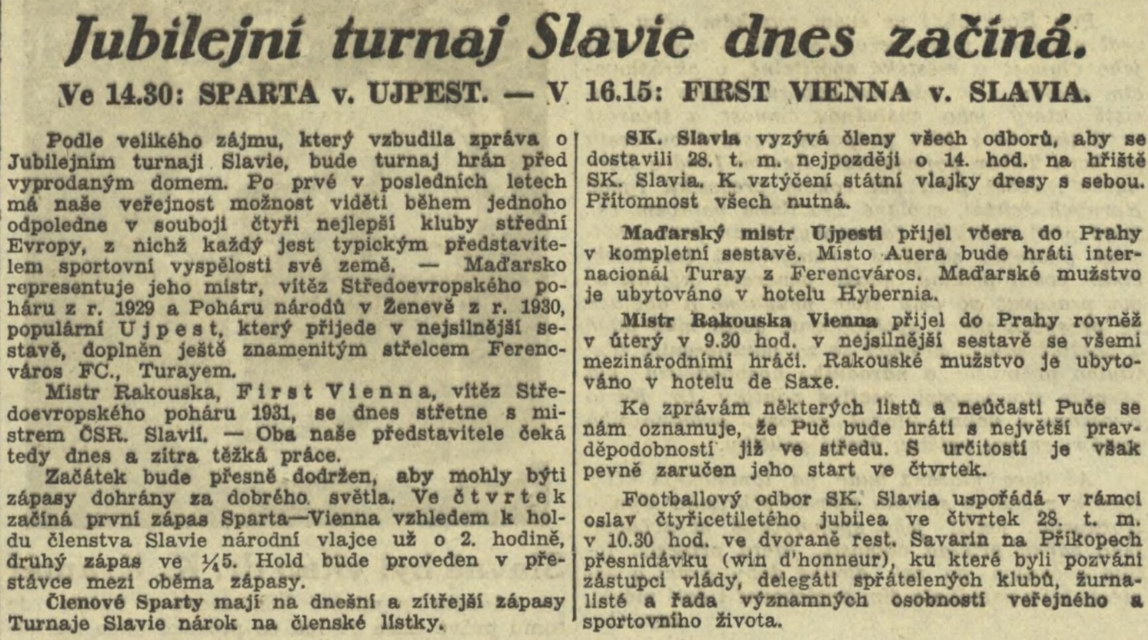 Jubilejní turnaj Slavie dnes začíná.
Ve 14.30: SPARTA v. UJPEST. — V 16.15: FIRST VIENNA v. SLAVIA.
Podle velikého zájmu, který vzbudila zpráva o
Jubilejním turnaji Slavie, bude turnaj hrán před
vyprodaným domem. Po prvé v posledních letech
má naše veřejnost možnost viděti během jednoho
odpoledne v souboji čtyři nejlepší kluby střední
Evropy, z nichž každý jest typickým představite-
lem sportovní vyspělosti své země. — Maďarsko
representuje jeho mistr, vítěz Středoevropského po-
háru z r. 1929 a Poháru národů v Ženevě z r. 1930,
populární Ujpest, který přijede v nejsilnější se-
stavě, doplněn ještě znamenitým střelcem Ferenc-
város FC., Turayem.
Mistr Rakouska, First Vienna, vítěz Stře-
doevropského poháru 1931, se dnes střetne s mi-
strem ČSR. Slavií. — Oba naše představitele čeká
tedy dnes a zítra těžká práce.
Začátek bude přesně dodržen, aby mohly býti
zápasy dohrány za dobrého světla. Ve čtvrtek
začíná první zápas Sparta—Vienna vzhledem k hol-
du členstva Slavie národní vlajce už o 2. hodině,
druhý zápas ve ¼5. Hold bude proveden v pře-
stávce mezi oběma zápasy.
Členové Sparty mají na dnešní a zítřejší zápasy
Turnaje Slavie nárok na členské lístky.
SK. Slavia vyzývá členy všech odborů, aby se
dostavili 28. t. m. nejpozději o 14. hod. na hřiště
SK. Slavia. K vztýčení státní vlajky dresy s sebou.
Přítomnost všech nutná.
Maďarský mistr Ujpesti přijel včera do Prahy
v kompletní sestavě. Místo Auera bude hráti inter-
nacionál Turay z Ferencváros. Maďarské mužstvo
je ubytováno v hotelu Hybernia.
Mistr Rakouska Vienna přijel do Prahy rovněž
v úterý v 9.30 hod. v nejsilnější sestavě se všemi
mezinárodními hráči. Rakouské mužstvo je ubyto-
váno v hotelu de Saxe.
Ke zprávám některých listů a neúčasti Puče se
nám oznamuje, že Puč bude hráti s největší prav-
děpodobností již ve středu. S určitostí je však
pevně zaručen jeho start ve čtvrtek.
Footballový odbor SK. Slavia uspořádá v rámci
oslav čtyřicetiletého jubilea ve čtvrtek 28. t. m.
v 10.30 hod. ve dvoraně rest. Savarin na Příkopech
přesnídávku (win d'honneur), ku které byli pozváni
zástupci vlády, delegáti spřátelených klubů, žurna-
listé a řada významných osobností veřejného a
sportovního života.